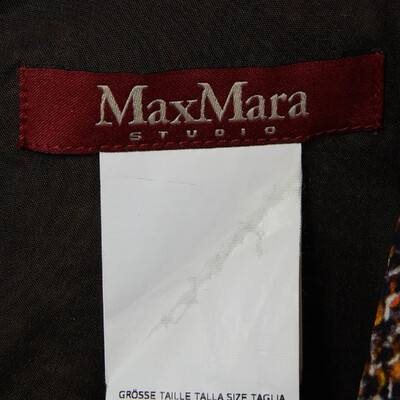 MaxMara
STUDIO
GRÖSSE TAILLE TALLA SIZE TAGLIA